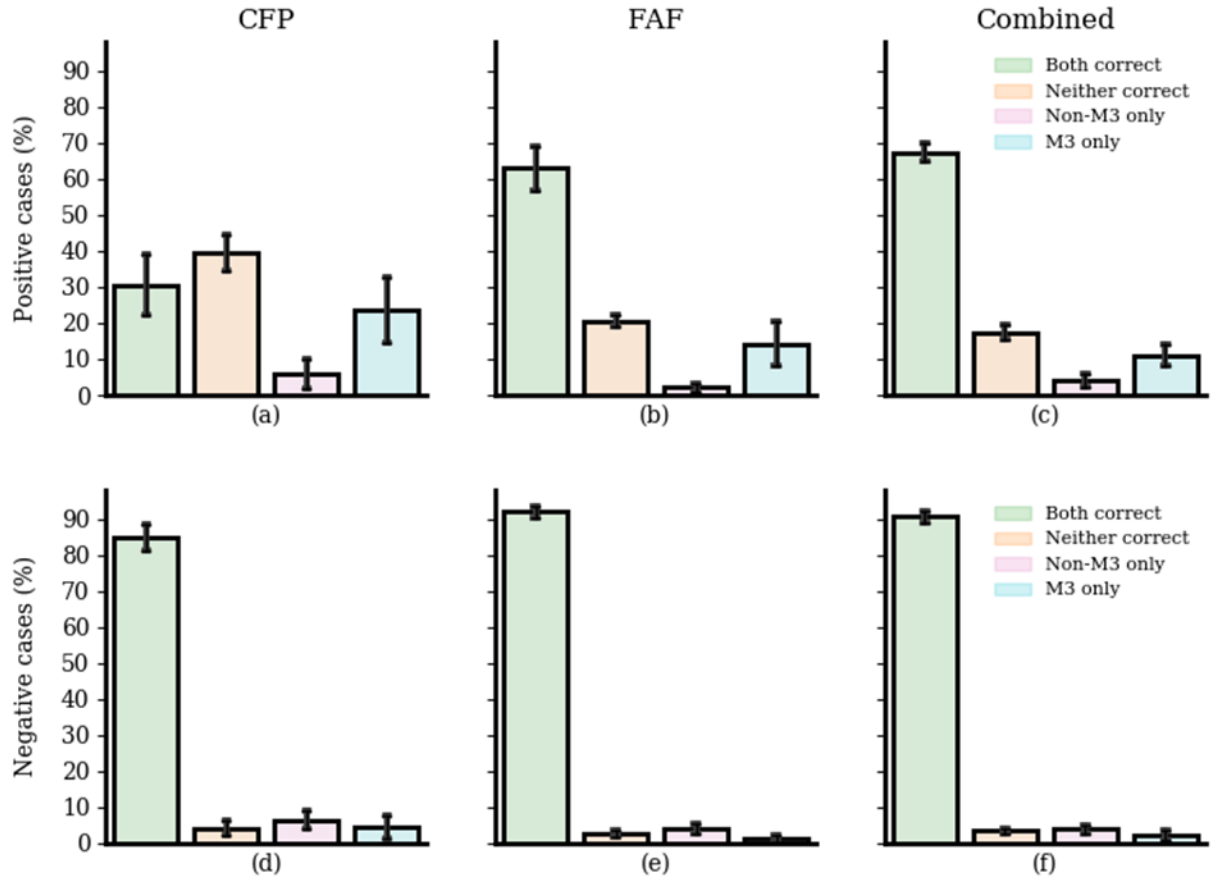 CFP
FAF
Combined
Positive cases (%)
90
80
70
60
50
40
30
20
10
0
Both correct
Neither correct
Non-M3 only
M3 only
(a)
(b)
(c)
Negative cases (%)
90
80
70
60
50
40
30
20
10
0
Both correct
Neither correct
Non-M3 only
M3 only
(d)
(e)
(f)